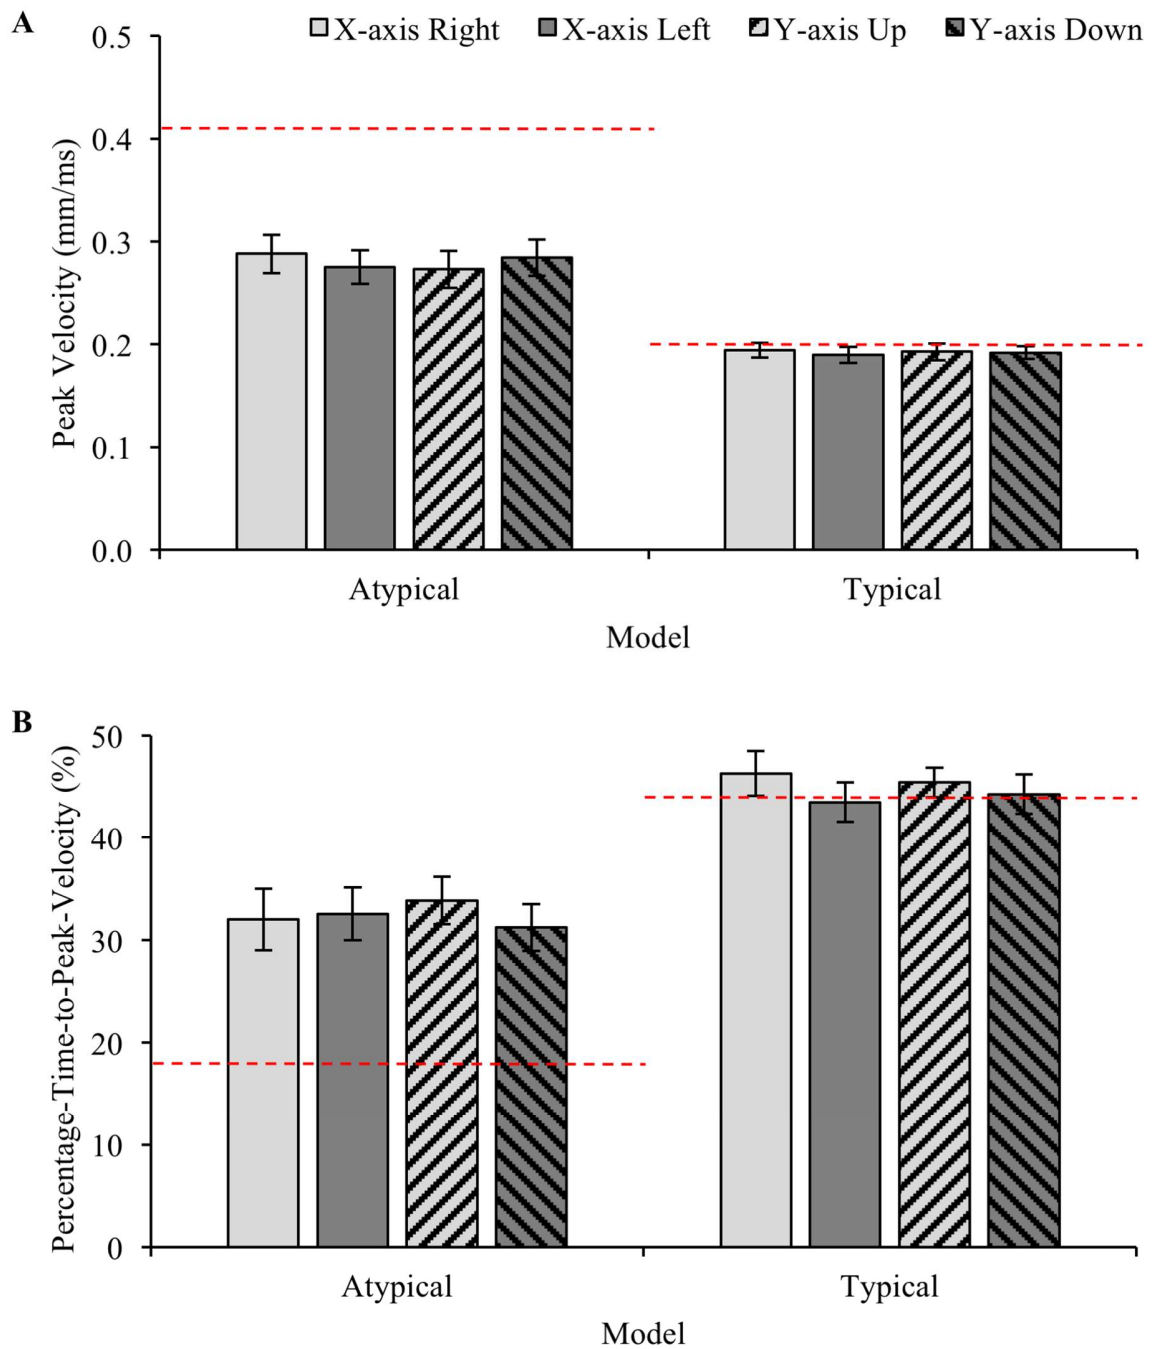 A
X-axis Right X-axis Left Y-axis Up Y-axis Down
Peak Velocity (mm/ms)
0.5
0.4
0.3
0.2
0.1
0.0
Atypical Typical
Model
B
Percentage-Time-to-Peak-Velocity (%)
50
40
30
20
10
0
Atypical Typical
Model